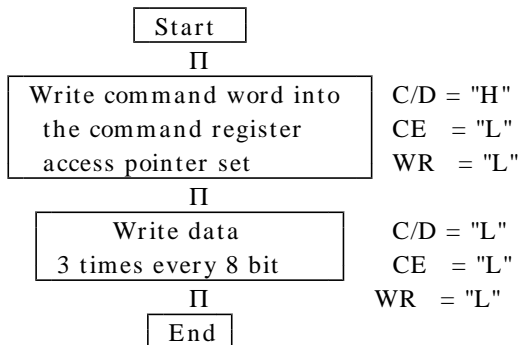 Start
Π
Write command word into C/D = "H"
the command register CE = "L"
access pointer set WR = "L"
Π
Write data C/D = "L"
3 times every 8 bit CE = "L"
Π WR = "L"
End